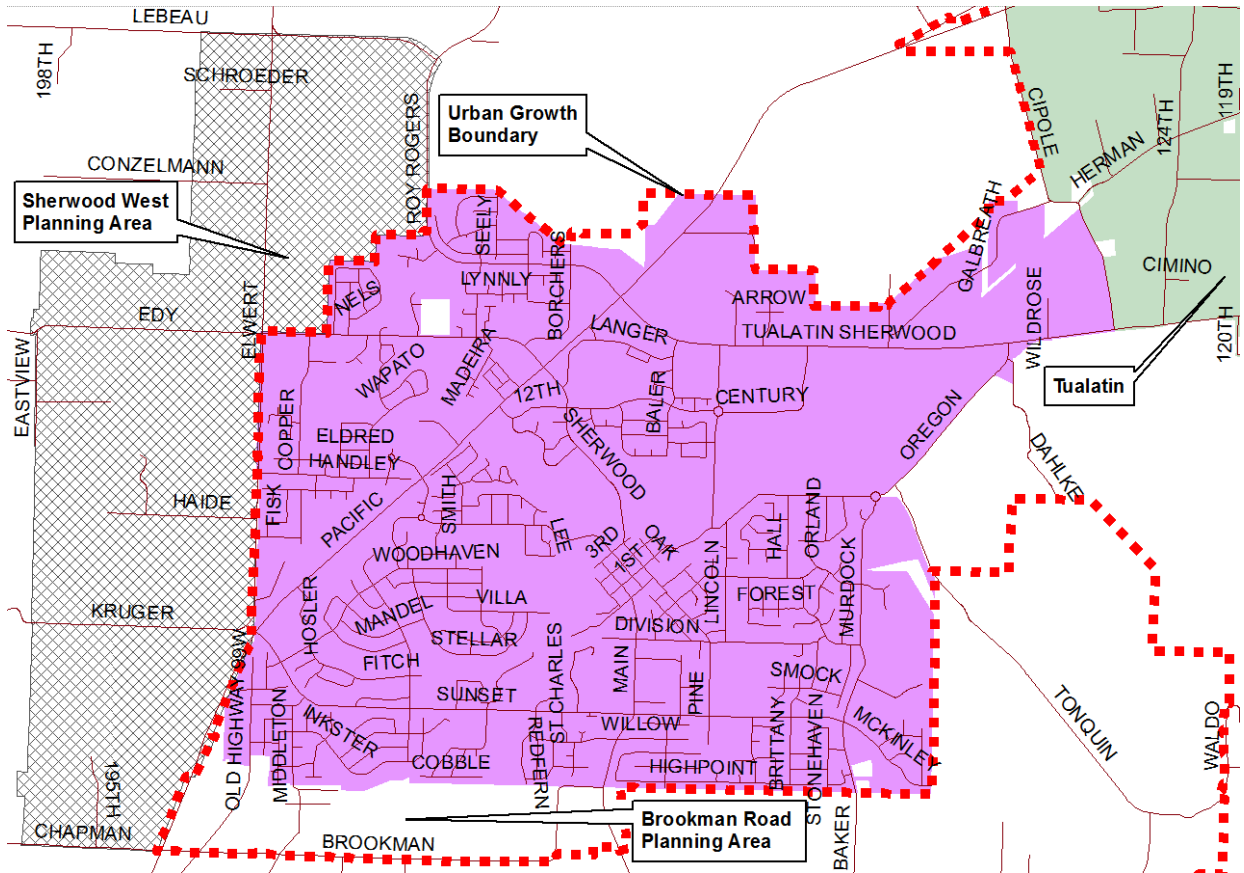 LEBEAU
198TH
SCHROEDER
ROY ROGERS
Urban Growth
Boundary
CIPOLE
124TH
119TH
HERMAN
CONZELMANN
Sherwood West
Planning Area
SEELY
BORCHERS
GALBREATH
LYNNLY
NELS
ARROW
CIMINO
WILDROSE
EDY
ELWERT
LANGER
TUALATIN SHERWOOD
120TH
EASTVIEW
WAPATO
MADEIRA
12TH
BALER
CENTURY
Tualatin
COPPER
ELDRED
HANDLEY
SHERWOOD
OREGON
DAHLKE
HAIDE
FISK
PACIFIC
SMITH
LEE
3RD
1ST
OAK
HALL
ORLAND
WOODHAVEN
LINCOLN
MURDOCK
KRUGER
HOSLER
MANDEL
VILLA
FOREST
STELLAR
DIVISION
FITCH
ST CHARLES
MAIN
PINE
SMOCK
OLD HIGHWAY 99W
MIDDLETON
SUNSET
WILLOW
BRITTANY
STONEHAVEN
MCKINLEY
TONQUIN
WALDO
INKSTER
REDFERN
COBBLE
HIGHPOINT
195TH
CHAPMAN
BROOKMAN
Brookman Road
Planning Area
BAKER